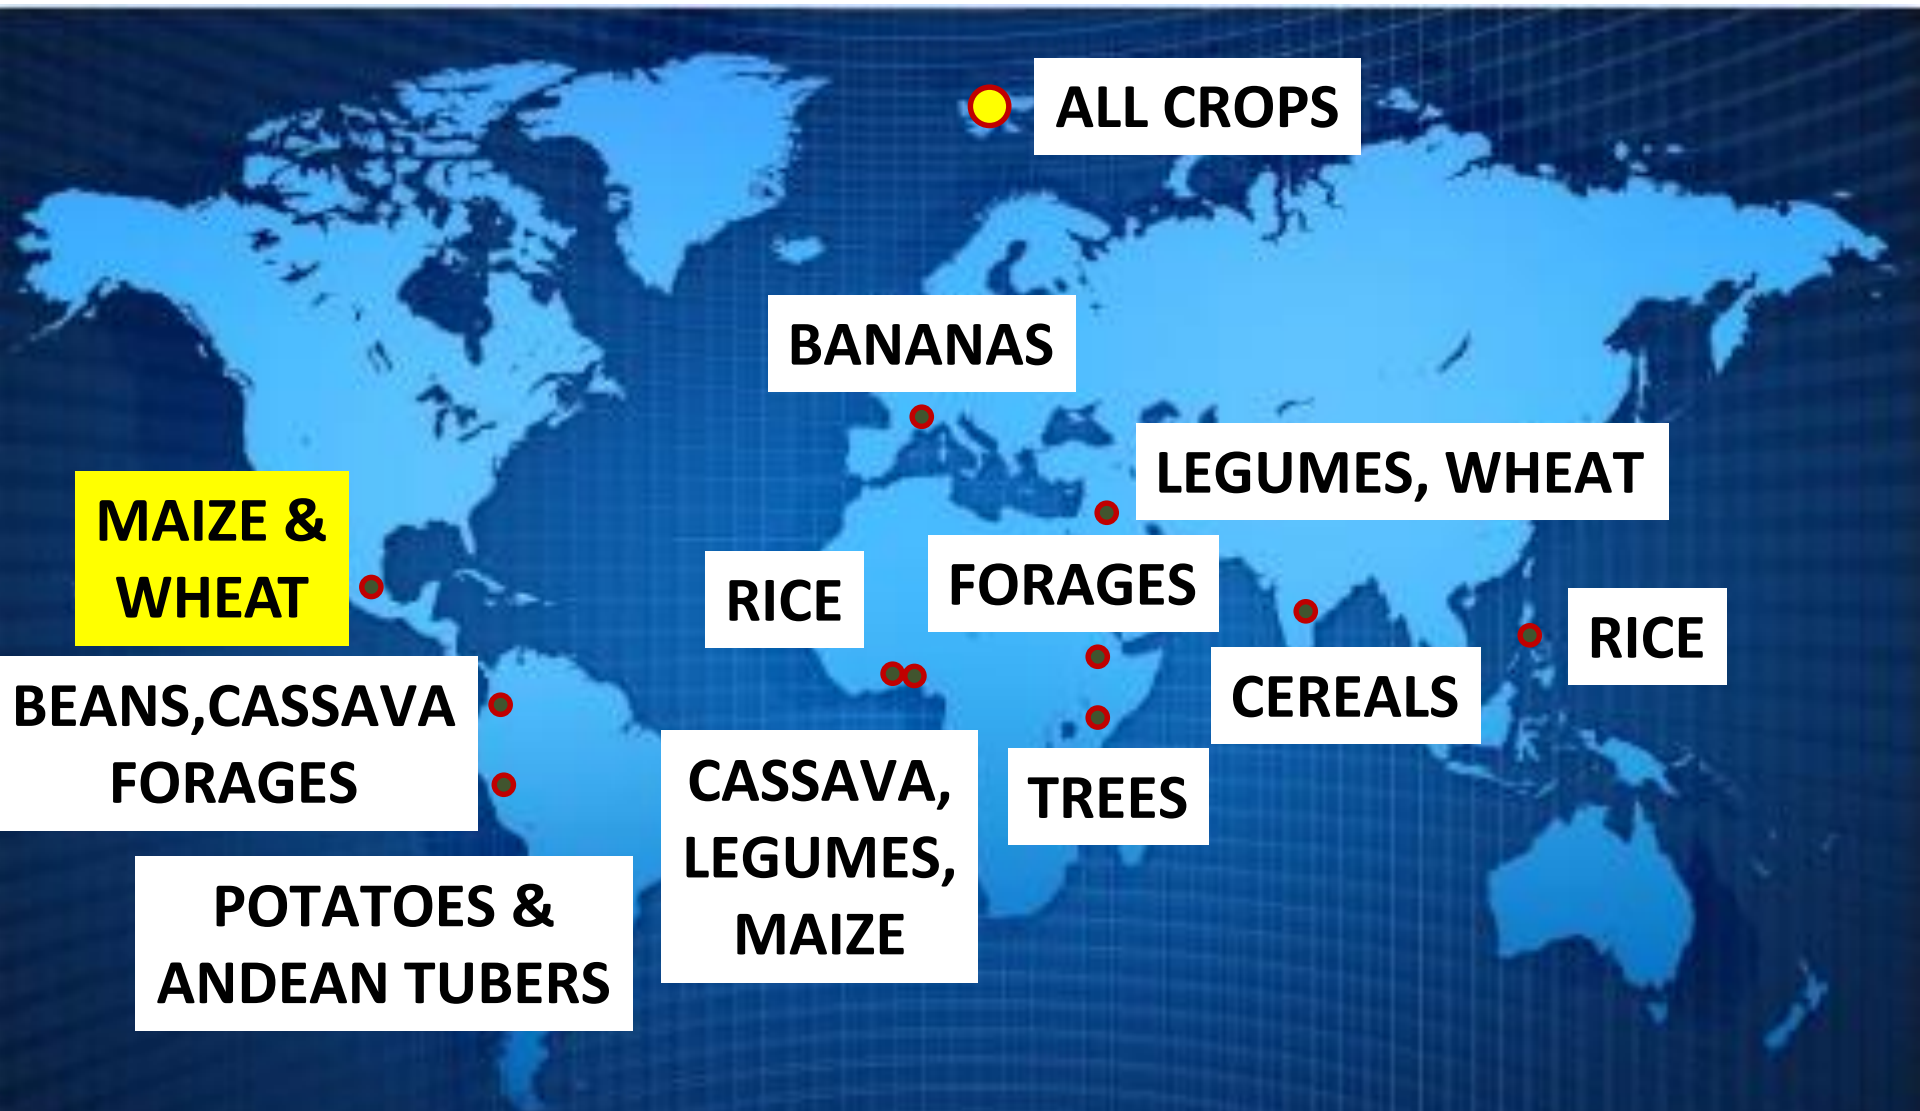 ALL CROPS
BANANAS
LEGUMES, WHEAT
MAIZE &
WHEAT
RICE
FORAGES
RICE
BEANS,CASSAVA
FORAGES
CEREALS
CASSAVA,
LEGUMES,
MAIZE
TREES
POTATOES &
ANDEAN TUBERS